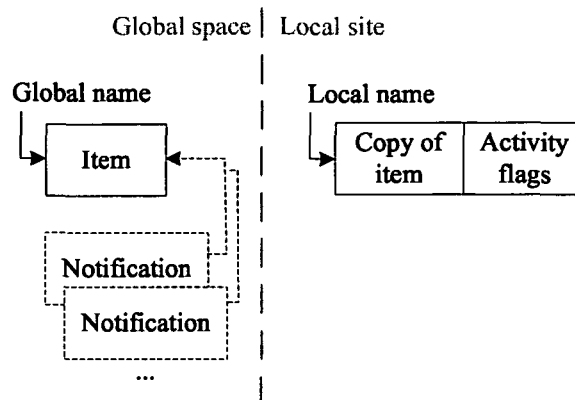 Global space Local site
Global name
Local name
Item
Copy of item
Activity flags
Notification
Notification
...